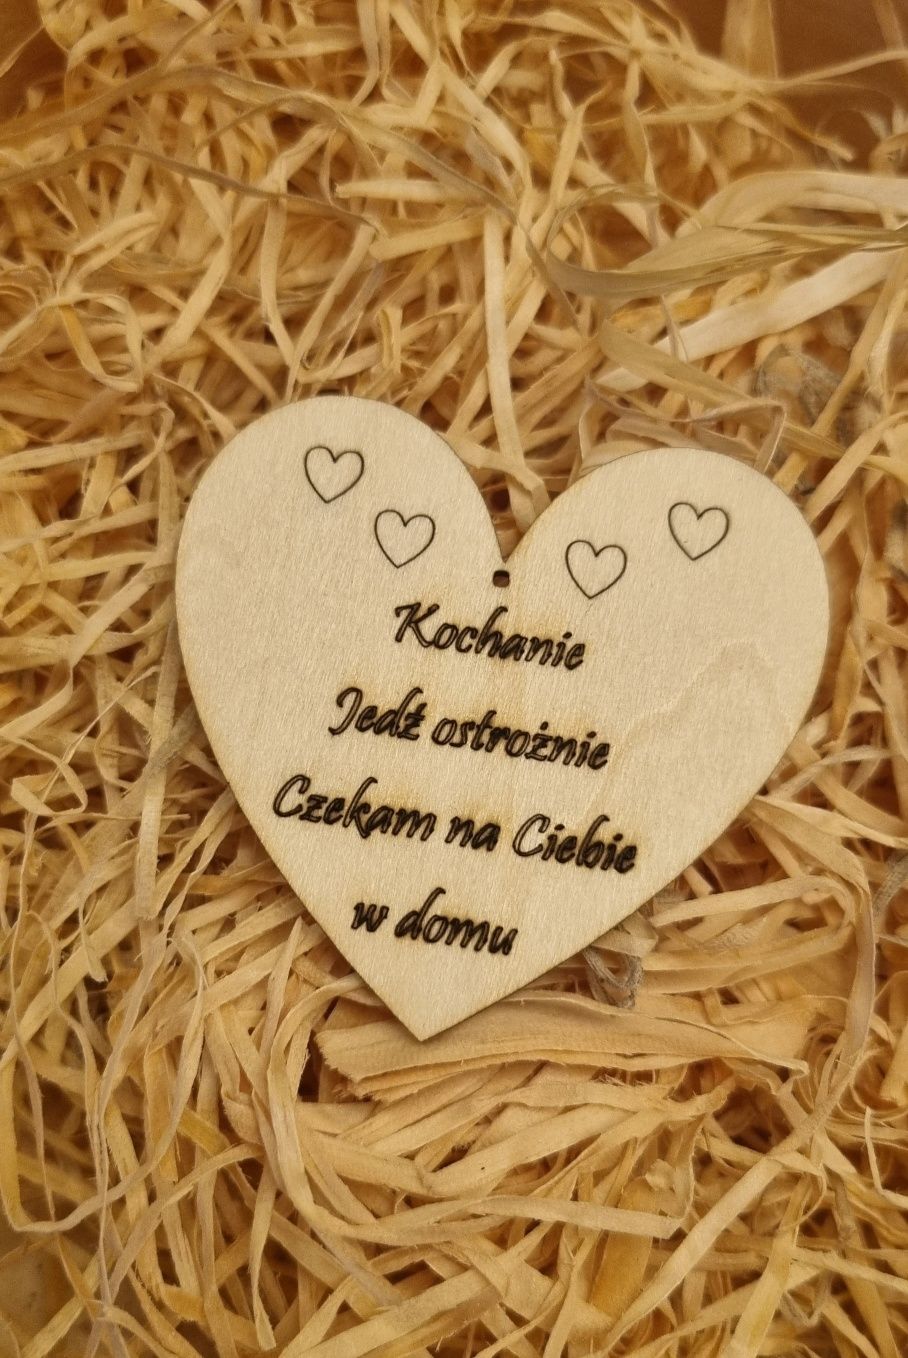 Kochanie
Jedź ostrożnie
Czekam na Ciebie
w domu